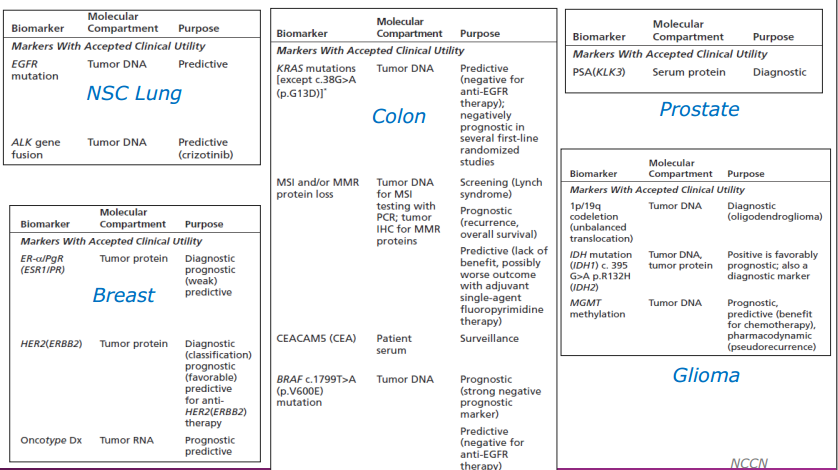 Biomarker Molecular Compartment Purpose
Markers With Accepted Clinical Utility
EGFR mutation Tumor DNA Predictive
NSC Lung
ALK gene fusion Tumor DNA Predictive (crizotinib)
Biomarker Molecular Compartment Purpose
Markers With Accepted Clinical Utility
ER-α/PgR (ESR1/PR) Tumor protein Diagnostic prognostic (weak) predictive
Breast
HER2(ERBB2) Tumor protein Diagnostic (classification) prognostic (favorable) predictive for anti-HER2(ERBB2) therapy
Oncotype Dx Tumor RNA Prognostic predictive
Biomarker Molecular Compartment Purpose
Markers With Accepted Clinical Utility
KRAS mutations [except c.38G>A (p.G13D)]* Tumor DNA Predictive (negative for anti-EGFR therapy); negatively prognostic in several first-line randomized studies
Colon
MSI and/or MMR protein loss Tumor DNA for MSI testing with PCR; tumor IHC for MMR proteins Screening (Lynch syndrome)
Prognostic (recurrence, overall survival)
Predictive (lack of benefit, possibly worse outcome with adjuvant single-agent fluoropyrimidine therapy)
CEACAM5 (CEA) Patient serum Surveillance
BRAF c.1799T>A (p.V600E) mutation Tumor DNA Prognostic (strong negative prognostic marker)
Predictive (negative for anti-EGFR therapy)
Biomarker Molecular Compartment Purpose
Markers With Accepted Clinical Utility
PSA(KLK3) Serum protein Diagnostic
Prostate
Biomarker Molecular Compartment Purpose
Markers With Accepted Clinical Utility
1p/19q codeletion (unbalanced translocation) Tumor DNA Diagnostic (oligodendroglioma)
IDH mutation (IDH1) c. 395 G>A p.R132H (IDH2) Tumor DNA, tumor protein Positive is favorably prognostic; also a diagnostic marker
MGMT methylation Tumor DNA Prognostic, predictive (benefit for chemotherapy), pharmacodynamic (pseudorecurrence)
Glioma
NCCN